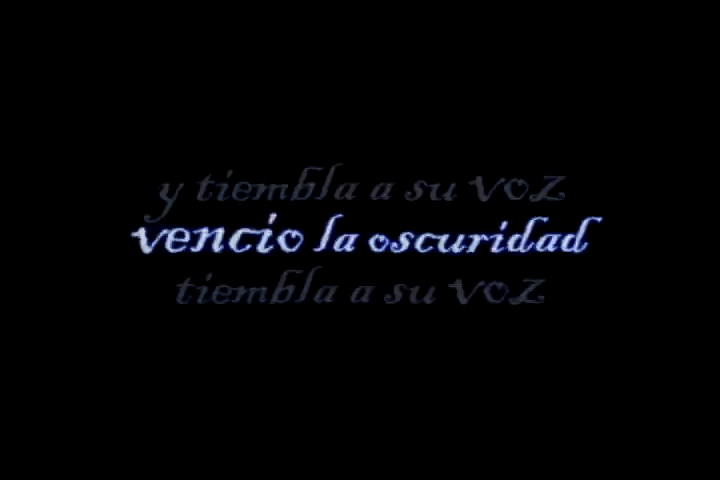 y tiembla a su voz
vencio la oscuridad
tiembla a su voz